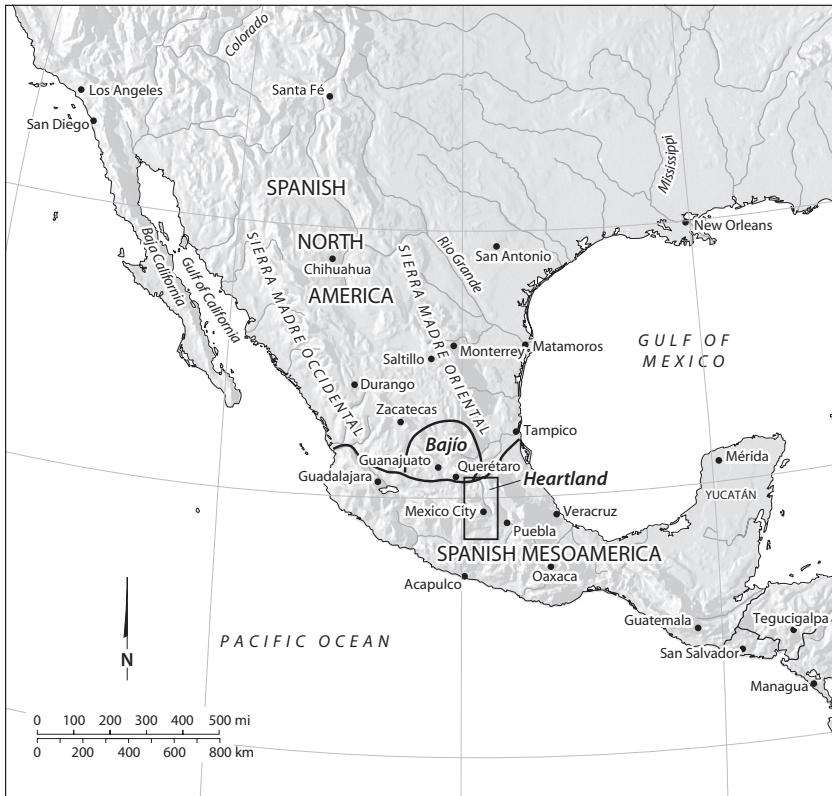 Colorado
Los Angeles
Santa Fé
San Diego
Mississippi
SPANISH
New Orleans
NORTH
Chihuahua
AMERICA
SIERRA MADRE OCCIDENTAL
SIERRA MADRE ORIENTAL
Rio Grande
San Antonio
Baja California
Gulf of California
GULF OF
MEXICO
Monterrey
Matamoros
Saltillo
Durango
Zacatecas
Tampico
Bajío
Guanajuato
Querétaro
Mérida
Guadalajara
Heartland
YUCATÁN
Mexico City
Veracruz
Puebla
SPANISH MESOAMERICA
Oaxaca
Acapulco
Guatemala
Tegucigalpa
PACIFIC OCEAN
San Salvador
N
Managua
0 100 200 300 400 500 mi
0 200 400 600 800 km